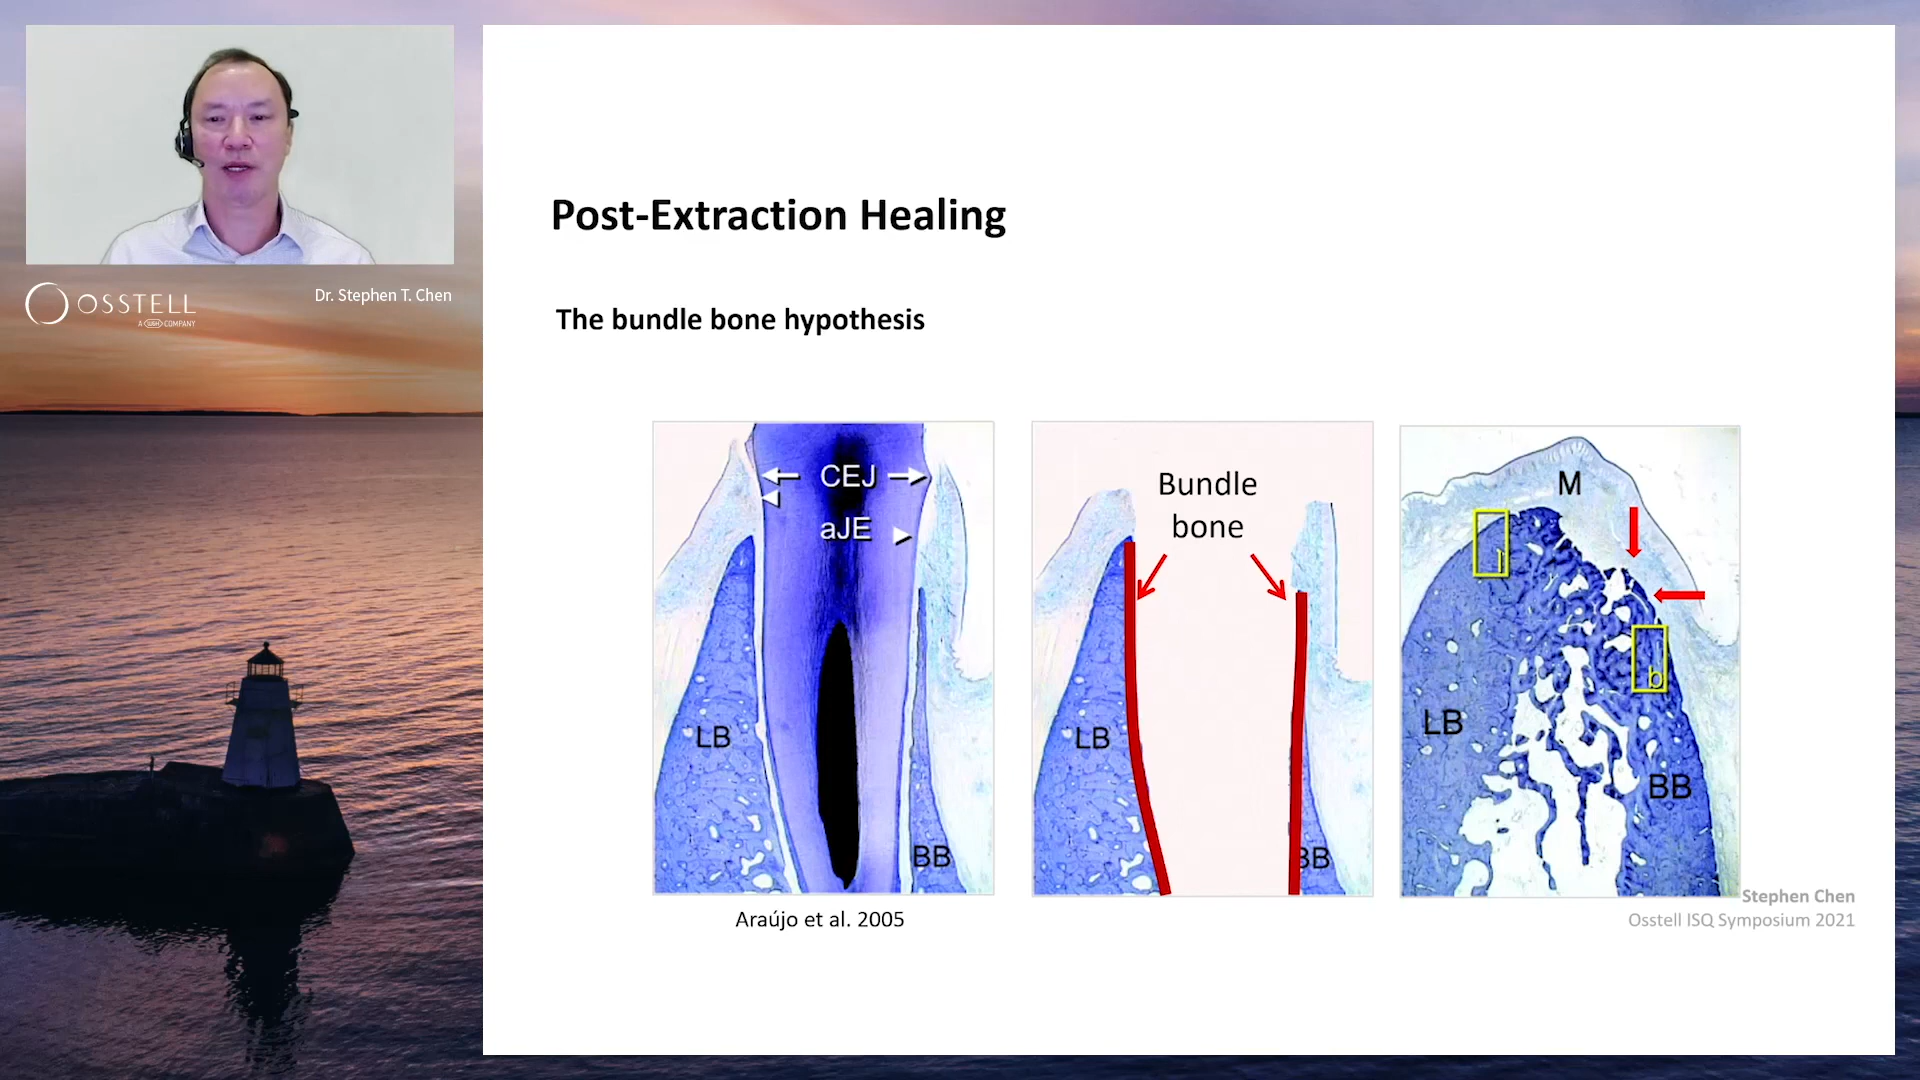 OSSTELL
A W&H COMPANY
Dr. Stephen T. Chen
Post-Extraction Healing
The bundle bone hypothesis
CEJ
aJE
LB
BB
Araújo et al. 2005
Bundle
bone
LB
BB
M
l
b
LB
BB
Stephen Chen
Osstell ISQ Symposium 2021